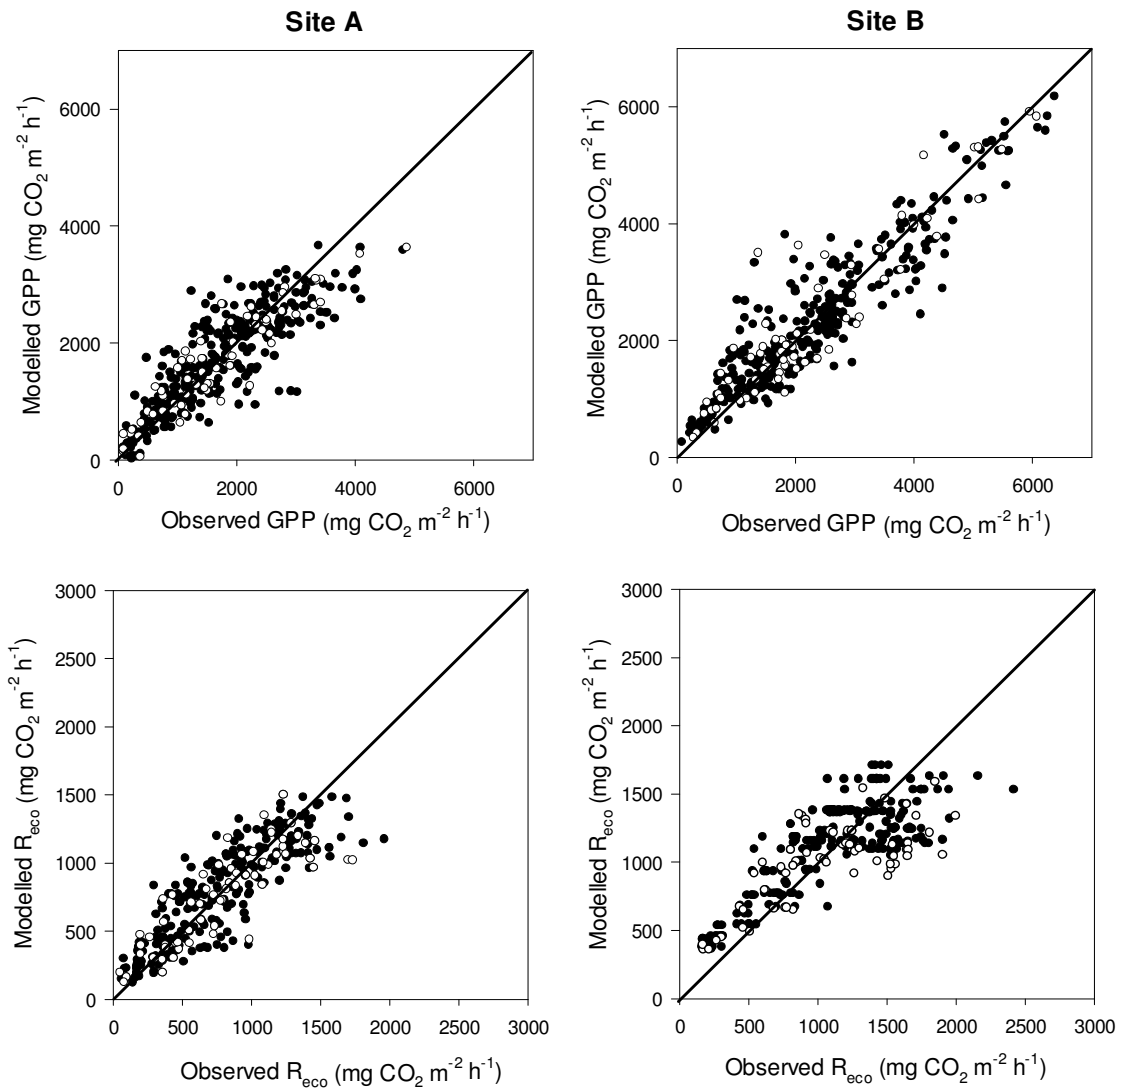 Site A
Site B
Modelled GPP (mg CO2 m-2 h-1)
6000
4000
2000
0
0 2000 4000 6000
Observed GPP (mg CO2 m-2 h-1)
Modelled GPP (mg CO2 m-2 h-1)
6000
4000
2000
0
0 2000 4000 6000
Observed GPP (mg CO2 m-2 h-1)
Modelled Reco (mg CO2 m-2 h-1)
3000
2500
2000
1500
1000
500
0
0 500 1000 1500 2000 2500 3000
Observed Reco (mg CO2 m-2 h-1)
Modelled Reco (mg CO2 m-2 h-1)
3000
2500
2000
1500
1000
500
0
0 500 1000 1500 2000 2500 3000
Observed Reco (mg CO2 m-2 h-1)